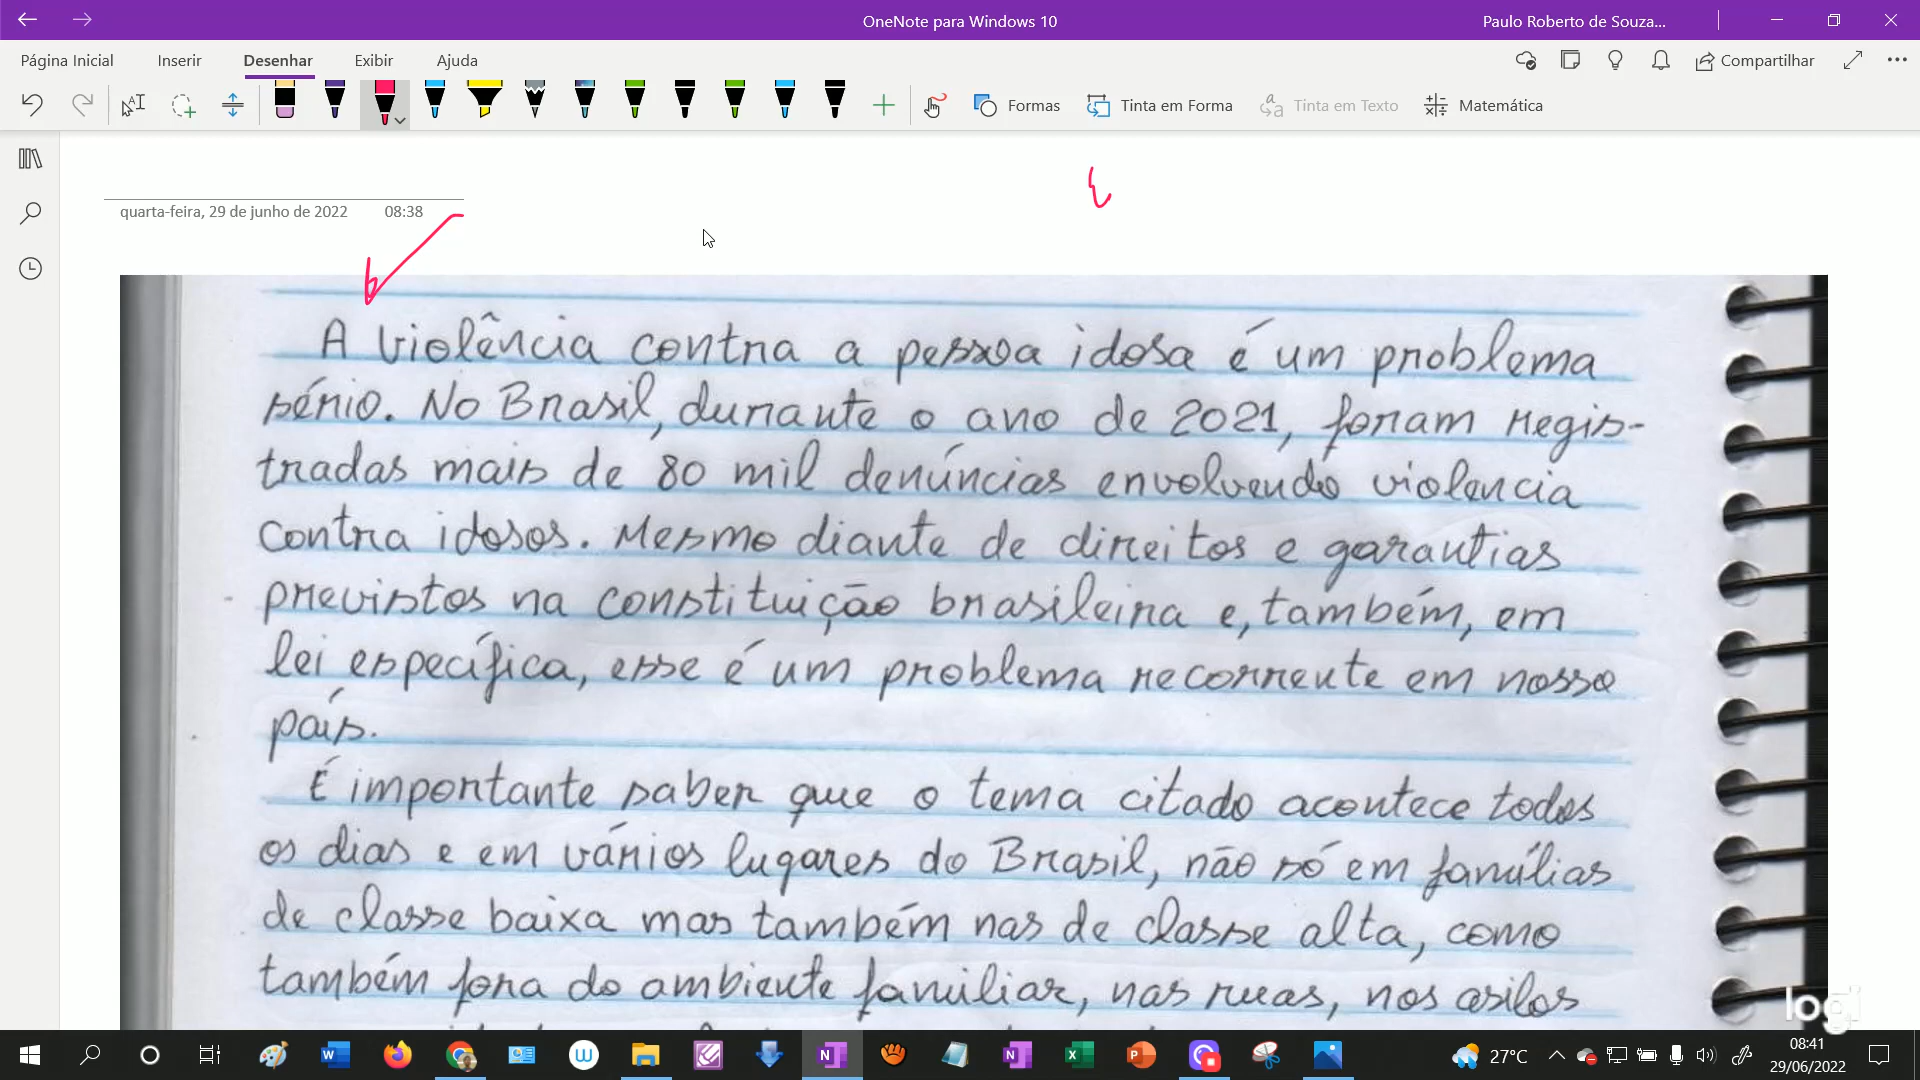 OneNote para Windows 10
Paulo Roberto de Souza...
Página Inicial Inserir Desenhar Exibir Ajuda
Compartilhar
Formas Tinta em Forma Tinta em Texto Matemática
quarta-feira, 29 de junho de 2022 08:38
A violência contra a pessoa idosa é um problema
sério. No Brasil, durante o ano de 2021, foram regis-
tradas mais de 80 mil denúncias envolvendo violencia
contra idosos. Mesmo diante de direitos e garantias
previstos na constituição brasileira e, também, em
lei específica, esse é um problema recorrente em nosso
país.
É importante saber que o tema citado acontece todos
os dias e em vários lugares do Brasil, não só em famílias
de classe baixa mas também nas de classe alta, como
também fora do ambiente familiar, nas ruas, nos asilos
logi
27°C
08:41
29/06/2022